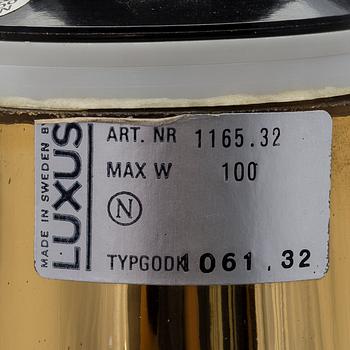 MADE IN SWEDEN BY
LUXUS
ART. NR 1165.32
MAX W 100
N
TYPGODK 1061.32